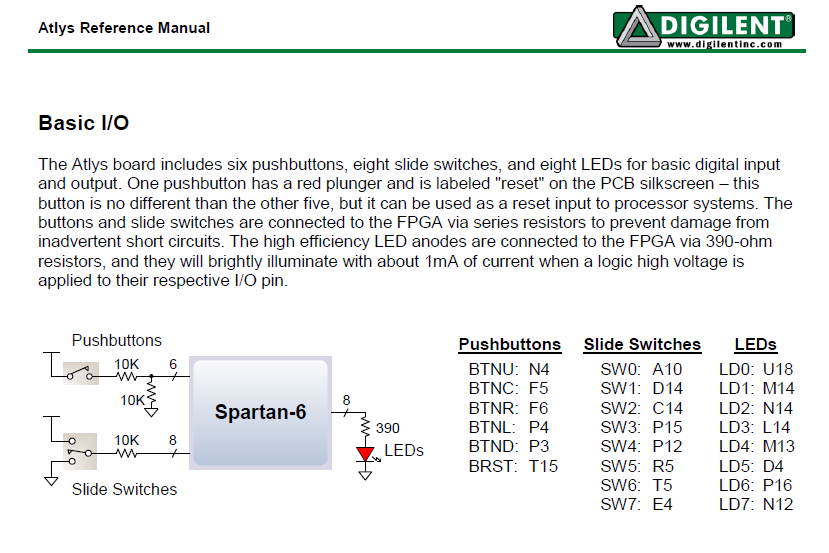 Atlys Reference Manual
DIGILENT®
www.digilentinc.com
Basic I/O
The Atlys board includes six pushbuttons, eight slide switches, and eight LEDs for basic digital input
and output. One pushbutton has a red plunger and is labeled "reset" on the PCB silkscreen – this
button is no different than the other five, but it can be used as a reset input to processor systems. The
buttons and slide switches are connected to the FPGA via series resistors to prevent damage from
inadvertent short circuits. The high efficiency LED anodes are connected to the FPGA via 390-ohm
resistors, and they will brightly illuminate with about 1mA of current when a logic high voltage is
applied to their respective I/O pin.
Pushbuttons
10K 6
10K
10K 8
Slide Switches
Spartan-6
8
390
LEDs
Pushbuttons Slide Switches LEDs
BTNU: N4 SW0: A10 LD0: U18
BTNC: F5 SW1: D14 LD1: M14
BTNR: F6 SW2: C14 LD2: N14
BTNL: P4 SW3: P15 LD3: L14
BTND: P3 SW4: P12 LD4: M13
BRST: T15 SW5: R5 LD5: D4
SW6: T5 LD6: P16
SW7: E4 LD7: N12